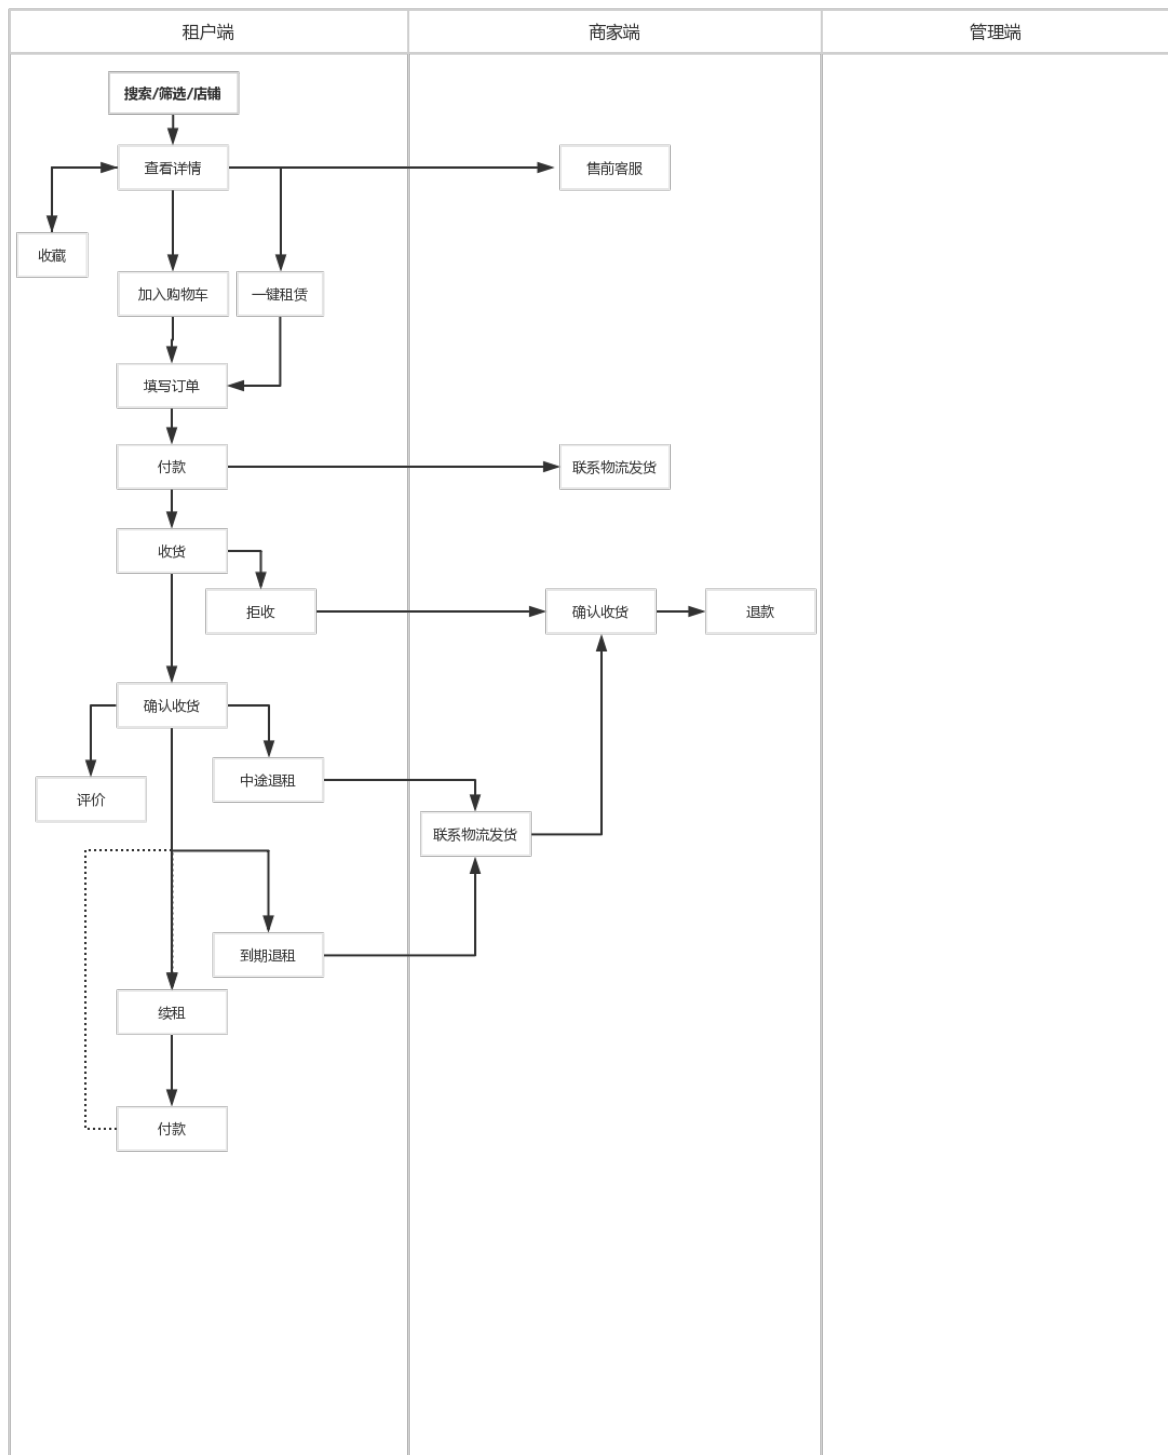 租户端
商家端
管理端
搜索/筛选/店铺
查看详情
售前客服
收藏
加入购物车
一键租赁
填写订单
付款
联系物流发货
收货
拒收
确认收货
退款
确认收货
中途退租
评价
联系物流发货
到期退租
续租
付款